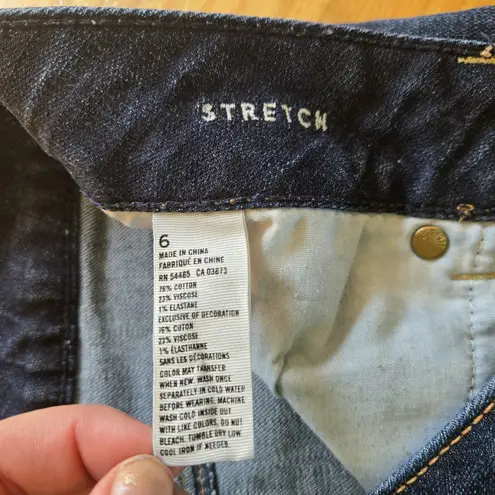 STRETCH
6
MADE IN CHINA
FABRIQUÉ EN CHINE
RN 54485 CA 03873
76% COTTON
23% VISCOSE
1% ELASTANE
EXCLUSIVE OF DECORATION
76% COTON
23% VISCOSE
1% ÉLASTHANNE
SANS LES DÉCORATIONS
COLOR MAY TRANSFER
WHEN NEW. WASH ONCE
SEPARATELY IN COLD WATER
BEFORE WEARING. MACHINE
WASH COLD INSIDE OUT
WITH LIKE COLORS. DO NOT
BLEACH. TUMBLE DRY LOW.
COOL IRON IF NEEDED.